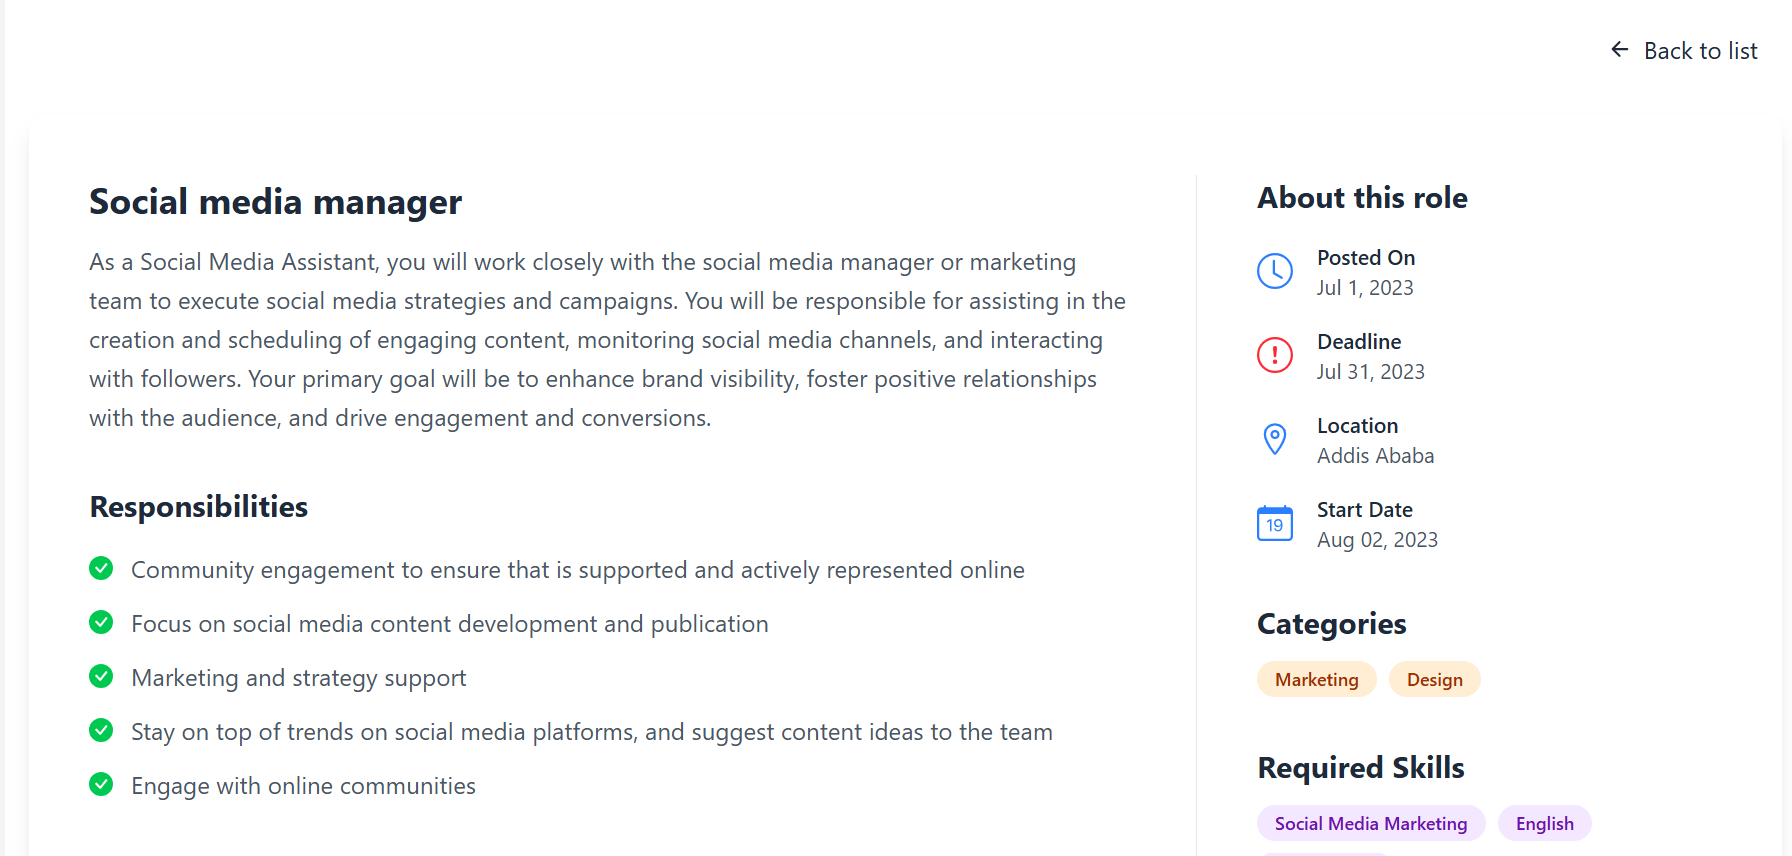 Back to list
Social media manager
As a Social Media Assistant, you will work closely with the social media manager or marketing
team to execute social media strategies and campaigns. You will be responsible for assisting in the
creation and scheduling of engaging content, monitoring social media channels, and interacting
with followers. Your primary goal will be to enhance brand visibility, foster positive relationships
with the audience, and drive engagement and conversions.
Responsibilities
Community engagement to ensure that is supported and actively represented online
Focus on social media content development and publication
Marketing and strategy support
Stay on top of trends on social media platforms, and suggest content ideas to the team
Engage with online communities
About this role
Posted On
Jul 1, 2023
Deadline
Jul 31, 2023
Location
Addis Ababa
19
Start Date
Aug 02, 2023
Categories
Marketing
Design
Required Skills
Social Media Marketing
English